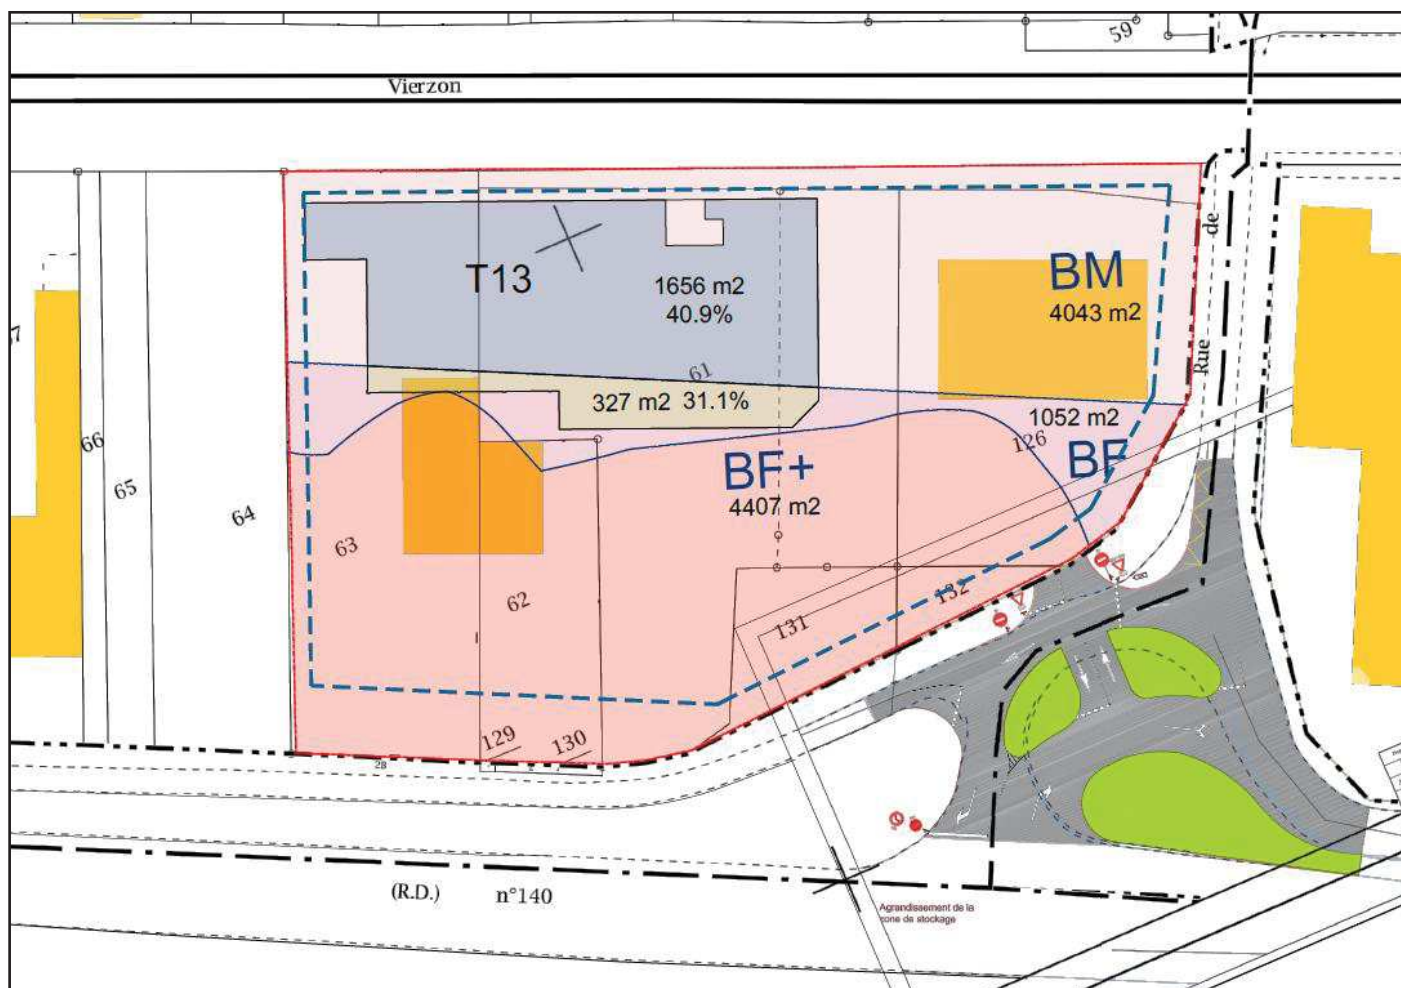 59
Vierzon
de
T13
BM
1656 m2
40.9%
4043 m2
Rue
61
327 m2 31.1%
1052 m2
126
BF
66
BF+
4407 m2
65
64
63
62
132
131
129
130
28
(R.D.) n°140
Agrandissement de la
zone de stockage